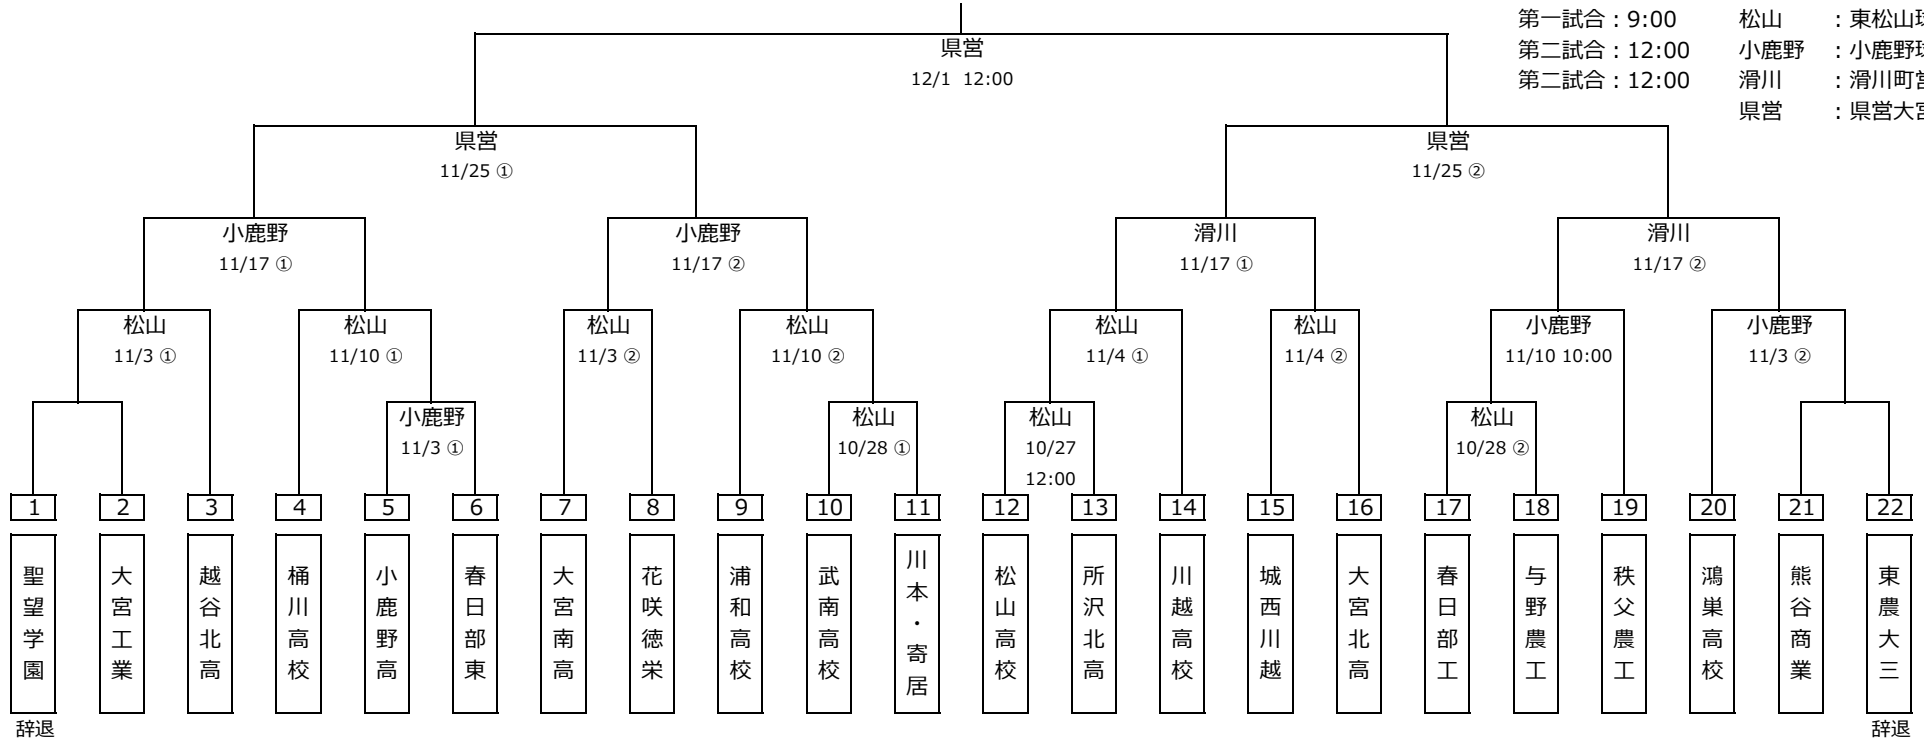 第一試合：9:00 松山 ：東松山球
第二試合：12:00 小鹿野 ：小鹿野球
第二試合：12:00 滑川 ：滑川町営
県営 ：県営大宮
県営
12/1 12:00
県営 県営
11/25 ① 11/25 ②
小鹿野 小鹿野 滑川 滑川
11/17 ① 11/17 ② 11/17 ① 11/17 ②
松山 松山 松山 松山 松山 松山 小鹿野 小鹿野
11/3 ① 11/10 ① 11/3 ② 11/10 ② 11/4 ① 11/4 ② 11/10 10:00 11/3 ②
小鹿野 松山 松山 松山
11/3 ① 10/28 ① 10/27 10/28 ②
12:00
1 2 3 4 5 6 7 8 9 10 11 12 13 14 15 16 17 18 19 20 21 22
聖望学園
大宮工業
越谷北高
桶川高校
小鹿野高
春日部東
大宮南高
花咲徳栄
浦和高校
武南高校
川本・寄居
松山高校
所沢北高
川越高校
城西川越
大宮北高
春日部工
与野農工
秩父農工
鴻巣高校
熊谷商業
東農大三
辞退 辞退